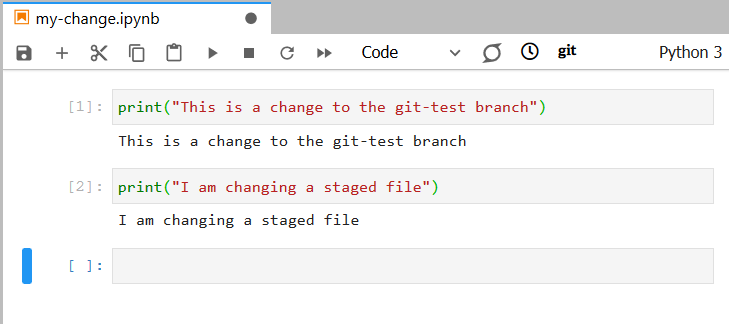 my-change.ipynb
Code git Python 3
[1]: print("This is a change to the git-test branch")
This is a change to the git-test branch
[2]: print("I am changing a staged file")
I am changing a staged file
[ ]: